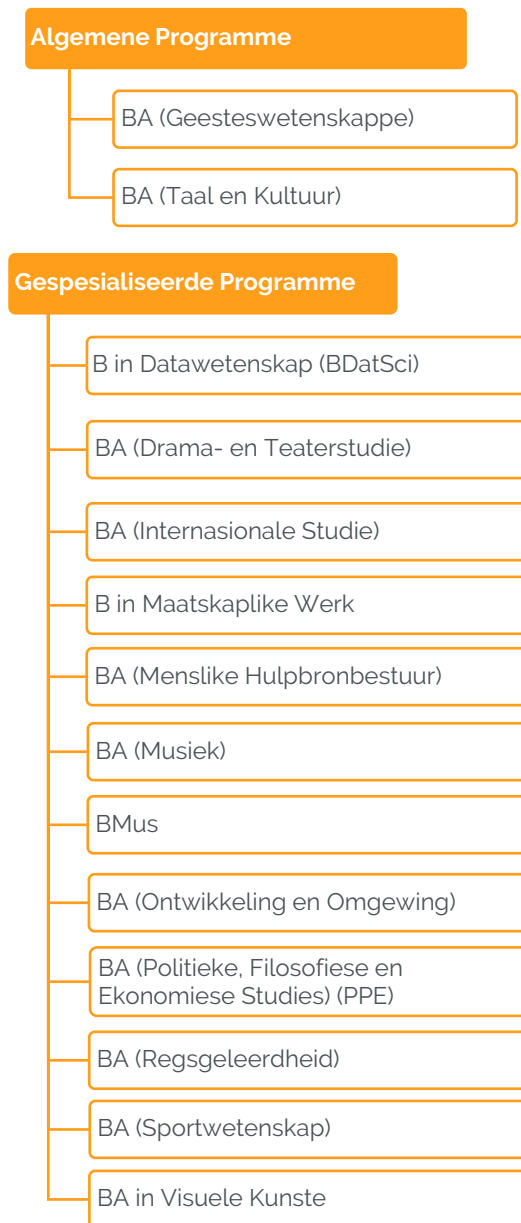 Algemene Programme
BA (Geesteswetenskappe)
BA (Taal en Kultuur)
Gespesialiseerde Programme
B in Datawetenskap (BDatSci)
BA (Drama- en Teaterstudie)
BA (Internasionale Studie)
B in Maatskaplike Werk
BA (Menslike Hulpbronbestuur)
BA (Musiek)
BMus
BA (Ontwikkeling en Omgewing)
BA (Politieke, Filosofiese en
Ekonomiese Studies) (PPE)
BA (Regsgeleerdheid)
BA (Sportwetenskap)
BA in Visuele Kunste